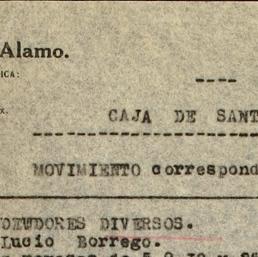 Alamo.
ICA:
----
x.
CAJA DE SANT
MOVIMIENTO correspond
DEUDORES DIVERSOS.
Lucio Borrego.